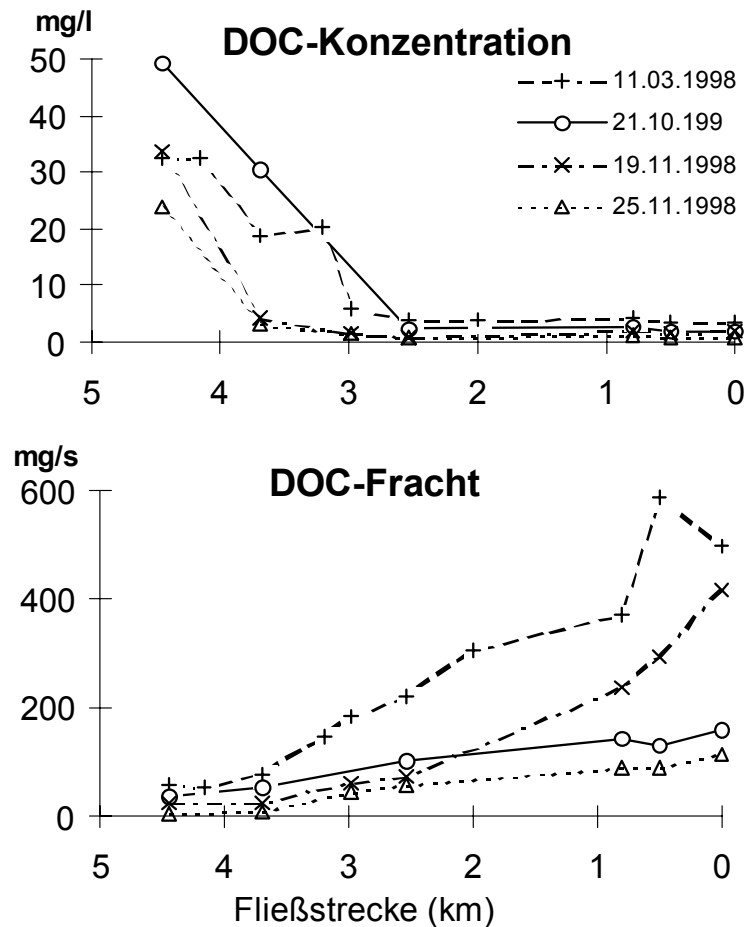 mg/l
DOC-Konzentration
50
40
30
20
10
0
11.03.1998
21.10.199
19.11.1998
25.11.1998
5 4 3 2 1 0
mg/s
DOC-Fracht
600
400
200
0
5 4 3 2 1 0
Fließstrecke (km)